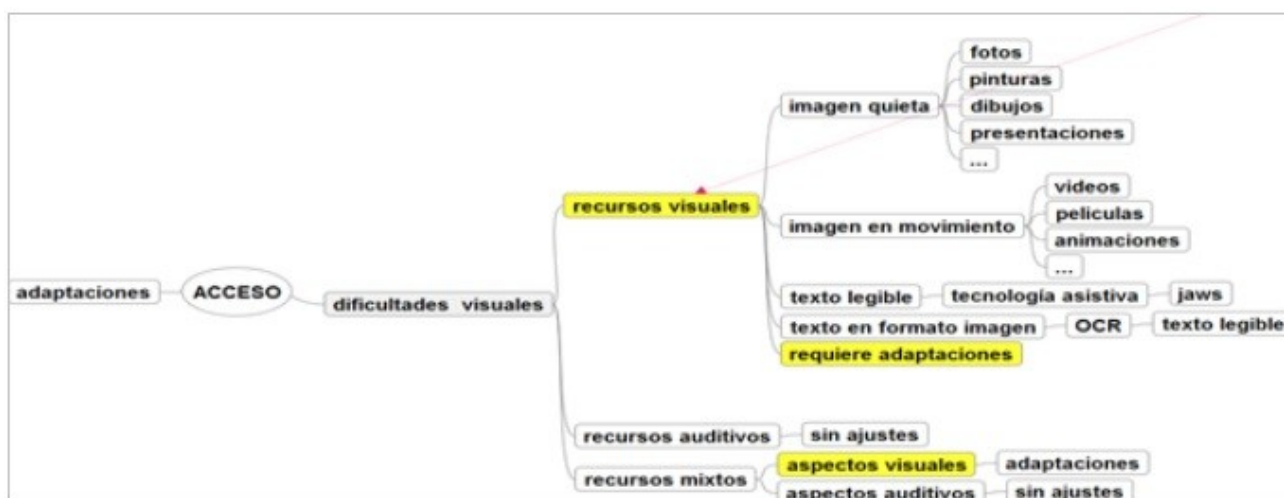 adaptaciones
ACCESO
dificultades visuales
recursos visuales
imagen quieta
fotos
pinturas
dibujos
presentaciones
...
imagen en movimiento
videos
peliculas
animaciones
...
texto legible
tecnología asistiva
jaws
texto en formato imagen
OCR
texto legible
requiere adaptaciones
recursos auditivos
sin ajustes
recursos mixtos
aspectos visuales
adaptaciones
aspectos auditivos
sin ajustes